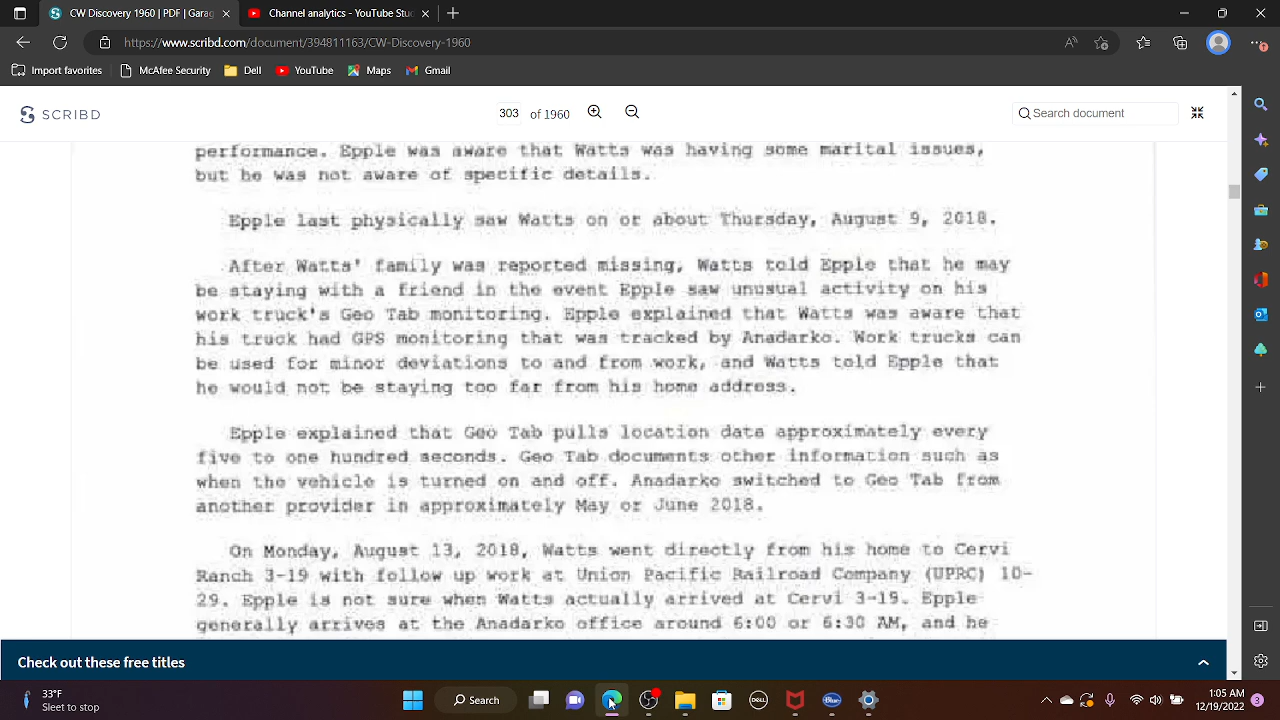 CW Discovery 1960 | PDF | Garag
Channel analytics - YouTube Stu
https://www.scribd.com/document/394811163/CW-Discovery-1960
Import favorites
McAfee Security
Dell
YouTube
Maps
Gmail
SCRIBD
303 of 1960
Search document
performance. Epple was aware that Watts was having some marital issues,
but he was not aware of specific details.
Epple last physically saw Watts on or about Thursday, August 9, 2018.
After Watts' family was reported missing, Watts told Epple that he may
be staying with a friend in the event Epple saw unusual activity on his
work truck's Geo Tab monitoring. Epple explained that Watts was aware that
his truck had GPS monitoring that was tracked by Anadarko. Work trucks can
be used for minor deviations to and from work, and Watts told Epple that
he would not be staying too far from his home address.
Epple explained that Geo Tab pulls location data approximately every
five to one hundred seconds. Geo Tab documents other information such as
when the vehicle is turned on and off. Anadarko switched to Geo Tab from
another provider in approximately May or June 2018.
On Monday, August 13, 2018, Watts went directly from his home to Cervi
Ranch 3-19 with follow up work at Union Pacific Railroad Company (UPRC) 10-
29. Epple is not sure when Watts actually arrived at Cervi 3-19. Epple
generally arrives at the Anadarko office around 6:00 or 6:30 AM, and he
Check out these free titles
33°F
Sleet to stop
Search
DELL
Blue
1:05 AM
12/19/2022
3